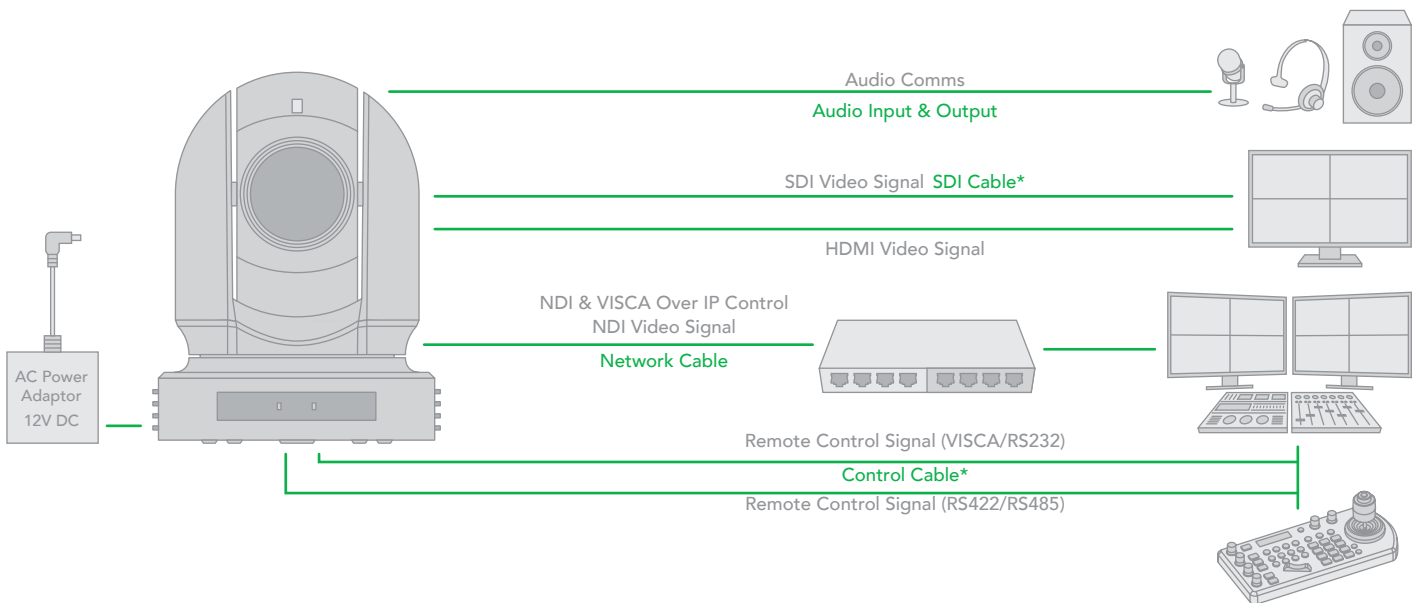 Audio Comms
Audio Input & Output
SDI Video Signal SDI Cable*
HDMI Video Signal
NDI & VISCA Over IP Control
NDI Video Signal
Network Cable
AC Power
Adaptor
12V DC
Remote Control Signal (VISCA/RS232)
Control Cable*
Remote Control Signal (RS422/RS485)